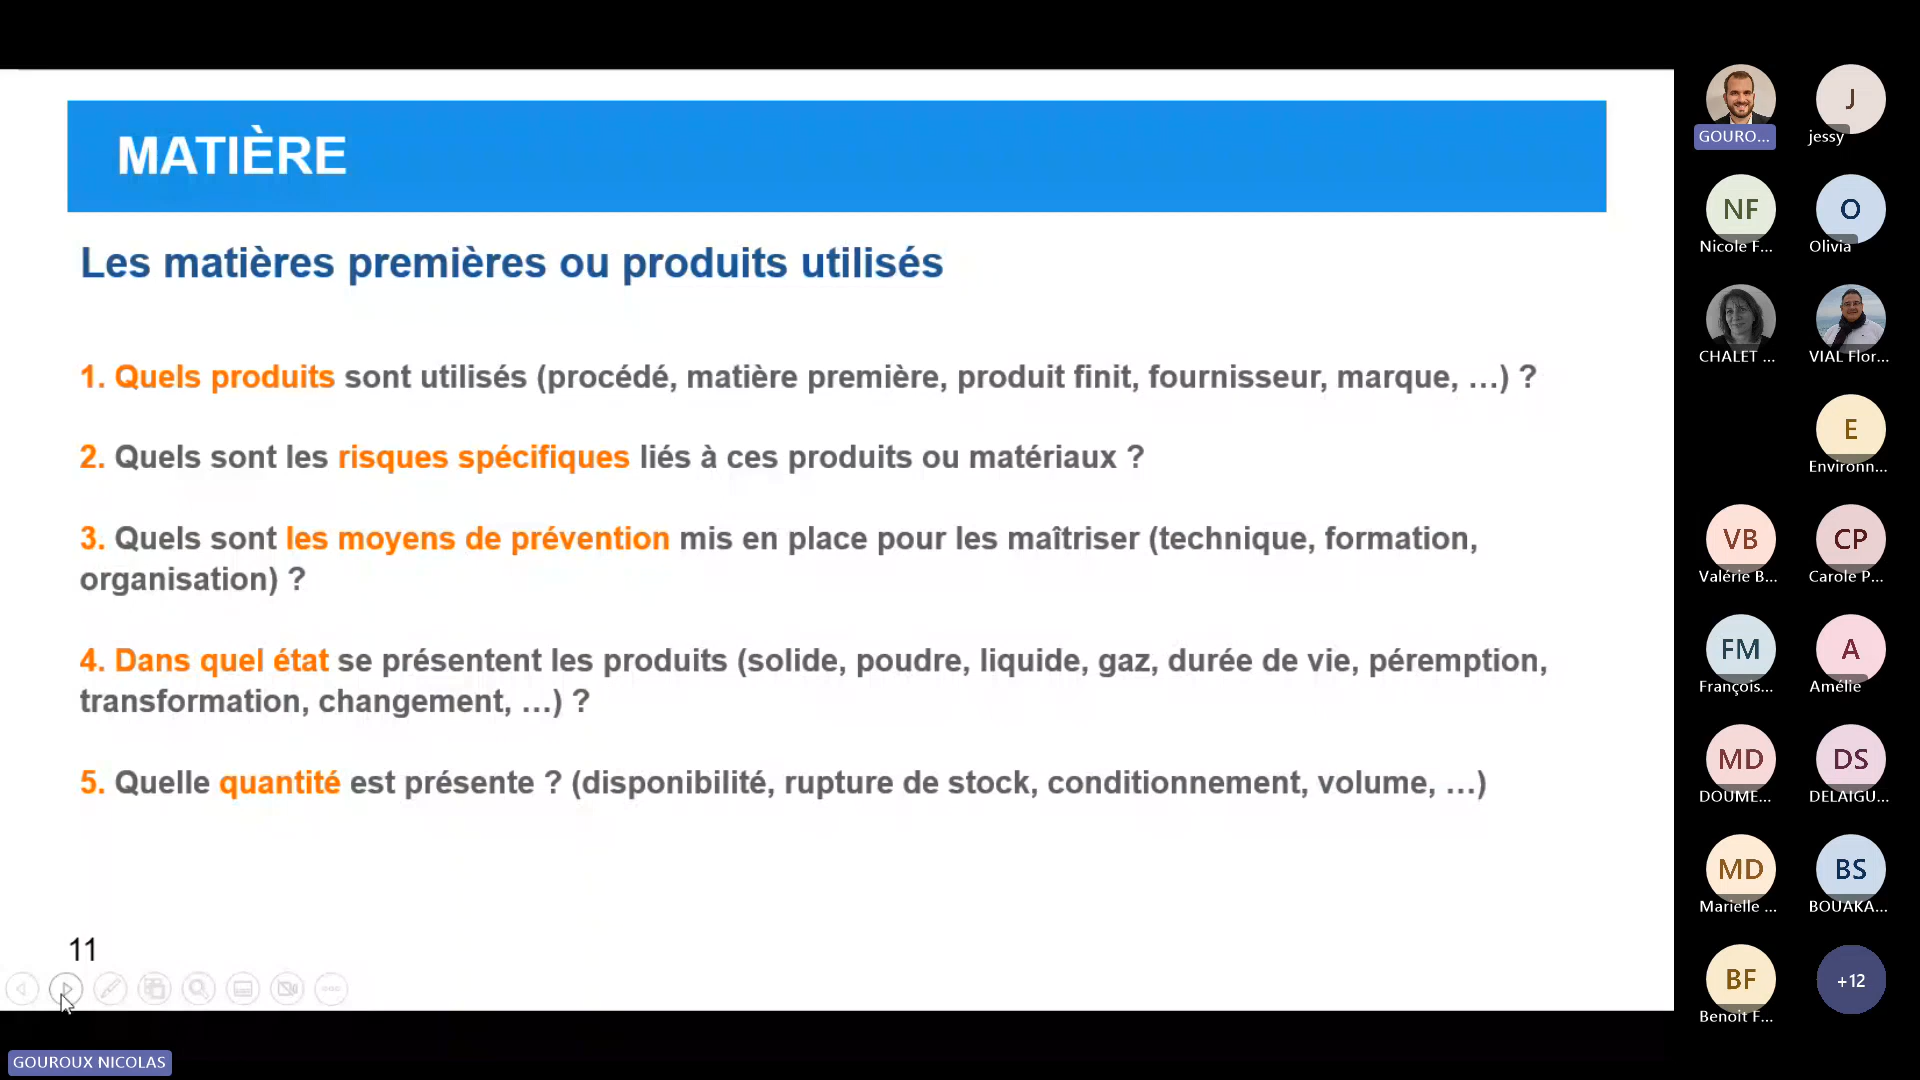 MATIÈRE
Les matières premières ou produits utilisés
1. Quels produits sont utilisés (procédé, matière première, produit finit, fournisseur, marque, ...) ?
2. Quels sont les risques spécifiques liés à ces produits ou matériaux ?
3. Quels sont les moyens de prévention mis en place pour les maîtriser (technique, formation,
organisation) ?
4. Dans quel état se présentent les produits (solide, poudre, liquide, gaz, durée de vie, péremption,
transformation, changement, ...) ?
5. Quelle quantité est présente ? (disponibilité, rupture de stock, conditionnement, volume, ...)
11
GOUROUX NICOLAS
GOURO...
J
jessy
NF
Nicole F...
O
Olivia
CHALET ...
VIAL Flor...
E
Environn...
VB
Valérie B...
CP
Carole P...
FM
François...
A
Amélie
MD
DOUME...
DS
DELAIGU...
MD
Marielle ...
BS
BOUAKA...
BF
Benoit F...
+12